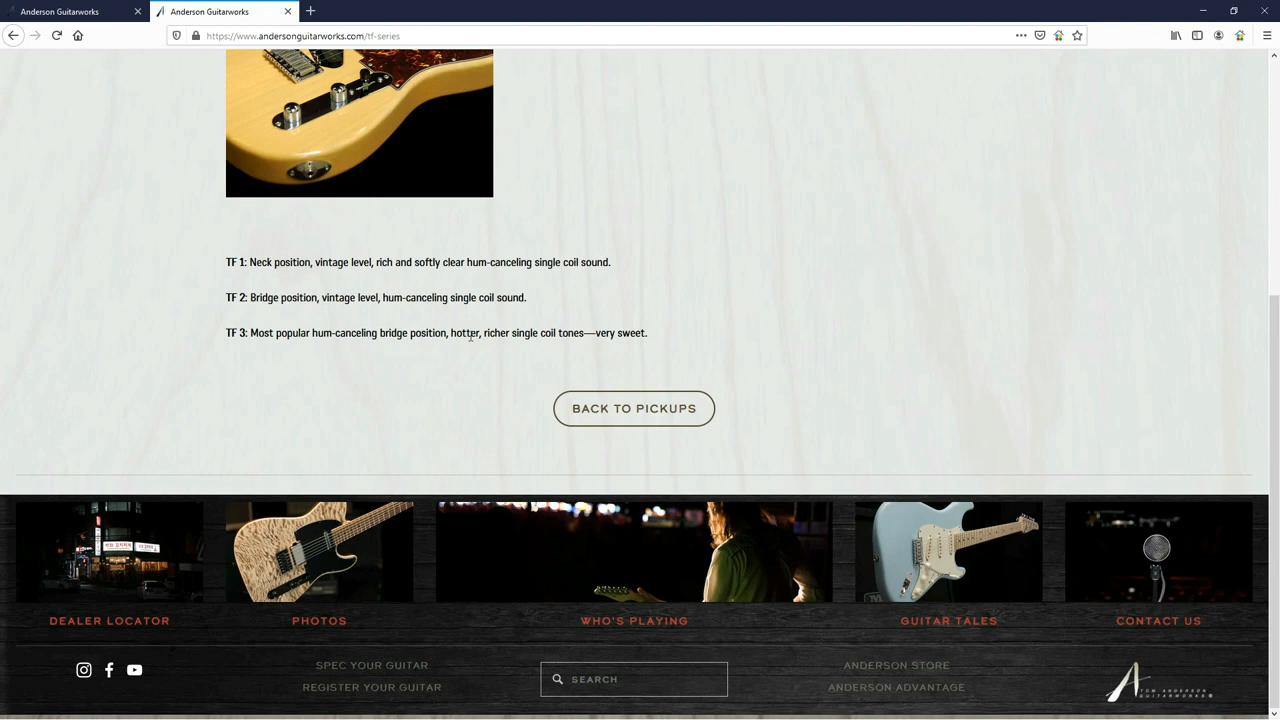 Anderson Guitarworks
Anderson Guitarworks
https://www.andersonguitarworks.com/tf-series
TF 1: Neck position, vintage level, rich and softly clear hum-canceling single coil sound.
TF 2: Bridge position, vintage level, hum-canceling single coil sound.
TF 3: Most popular hum-canceling bridge position, hotter, richer single coil tones—very sweet.
BACK TO PICKUPS
DEALER LOCATOR
PHOTOS
WHO'S PLAYING
GUITAR TALES
CONTACT US
SPEC YOUR GUITAR
REGISTER YOUR GUITAR
SEARCH
ANDERSON STORE
ANDERSON ADVANTAGE
TOM ANDERSON
GUITARWORKS